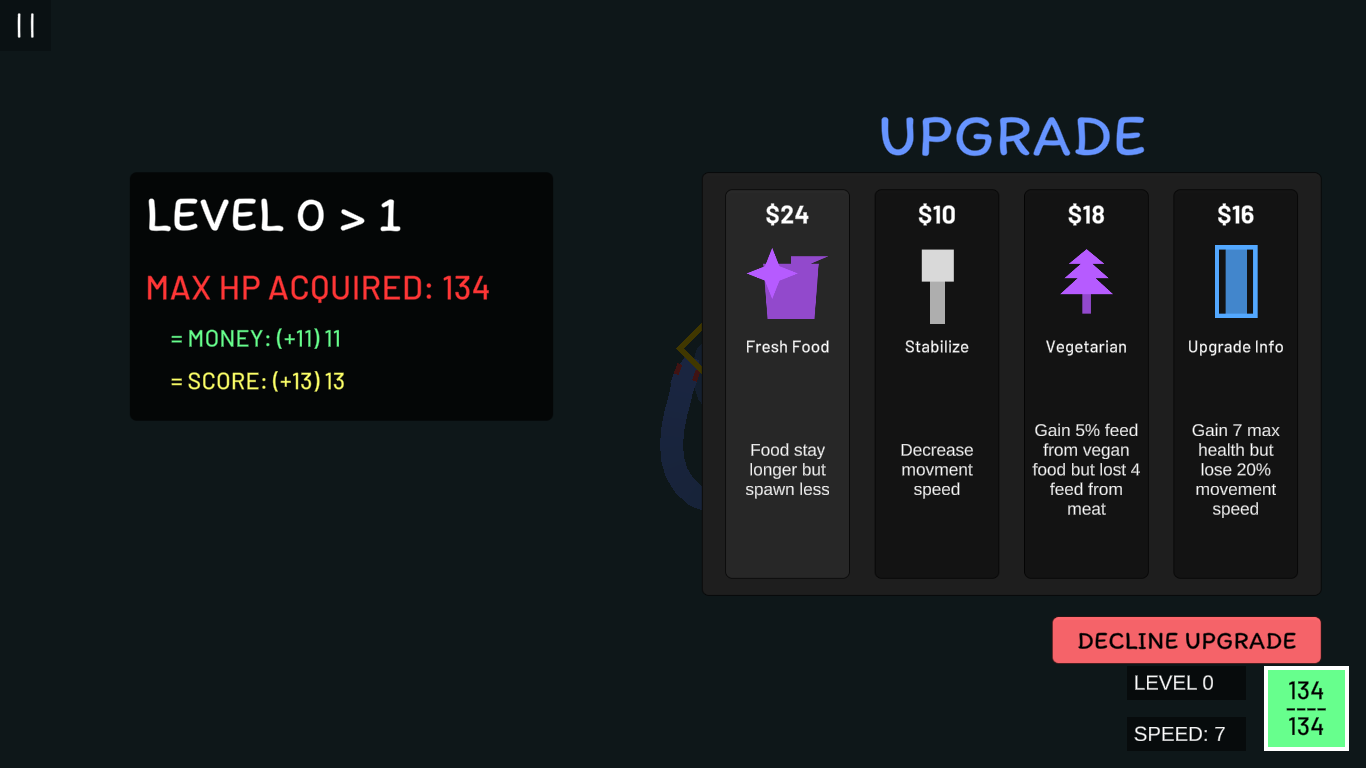 UPGRADE
LEVEL 0 > 1
MAX HP ACQUIRED: 134
= MONEY: (+11) 11
= SCORE: (+13) 13
$24
Fresh Food
Food stay
longer but
spawn less
$10
Stabilize
Decrease
movment
speed
$18
Vegetarian
Gain 5% feed
from vegan
food but lost 4
feed from
meat
$16
Upgrade Info
Gain 7 max
health but
lose 20%
movement
speed
DECLINE UPGRADE
LEVEL 0
SPEED: 7
134
----
134